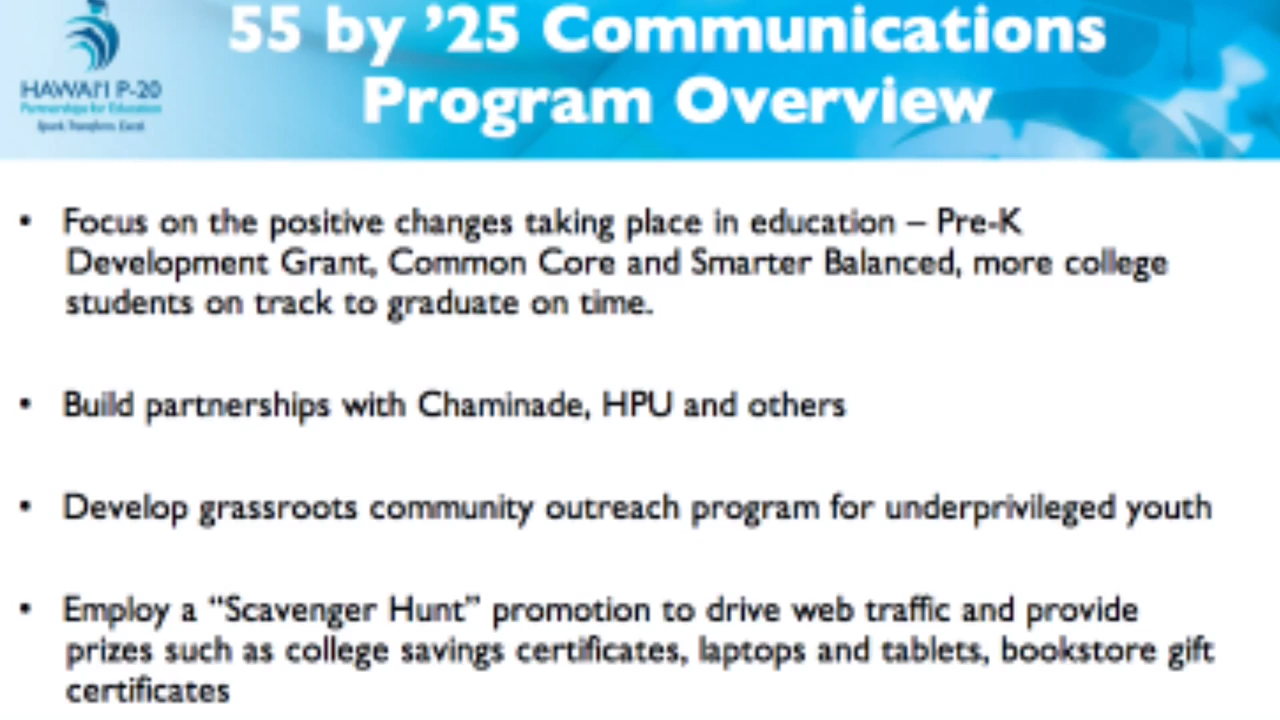 55 by ’25 Communications
Program Overview
HAWAI‘I P-20
Partnerships for Education
• Focus on the positive changes taking place in education – Pre-K
Development Grant, Common Core and Smarter Balanced, more college
students on track to graduate on time.
• Build partnerships with Chaminade, HPU and others
• Develop grassroots community outreach program for underprivileged youth
• Employ a “Scavenger Hunt” promotion to drive web traffic and provide
prizes such as college savings certificates, laptops and tablets, bookstore gift
certificates